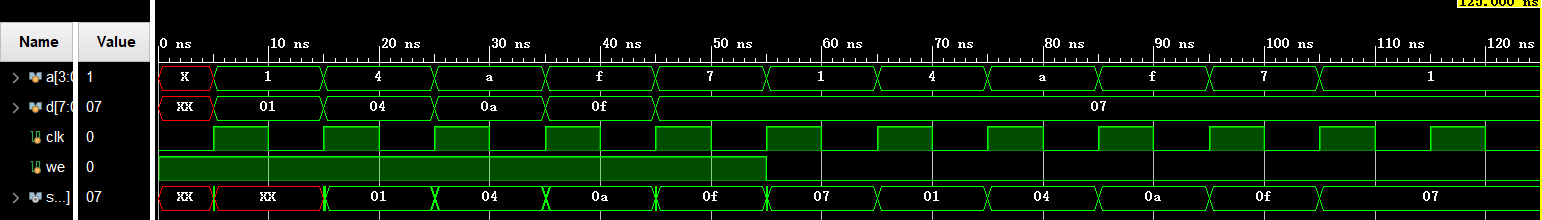 125.000 ns
Name Value
0 ns 10 ns 20 ns 30 ns 40 ns 50 ns 60 ns 70 ns 80 ns 90 ns 100 ns 110 ns 120 ns
a[3:0 1 X 1 4 a f 7 1 4 a f 7 1
d[7:0 07 XX 01 04 0a 0f 07
clk 0
we 0
s...] 07 XX XX 01 04 0a 0f 07 01 04 0a 0f 07